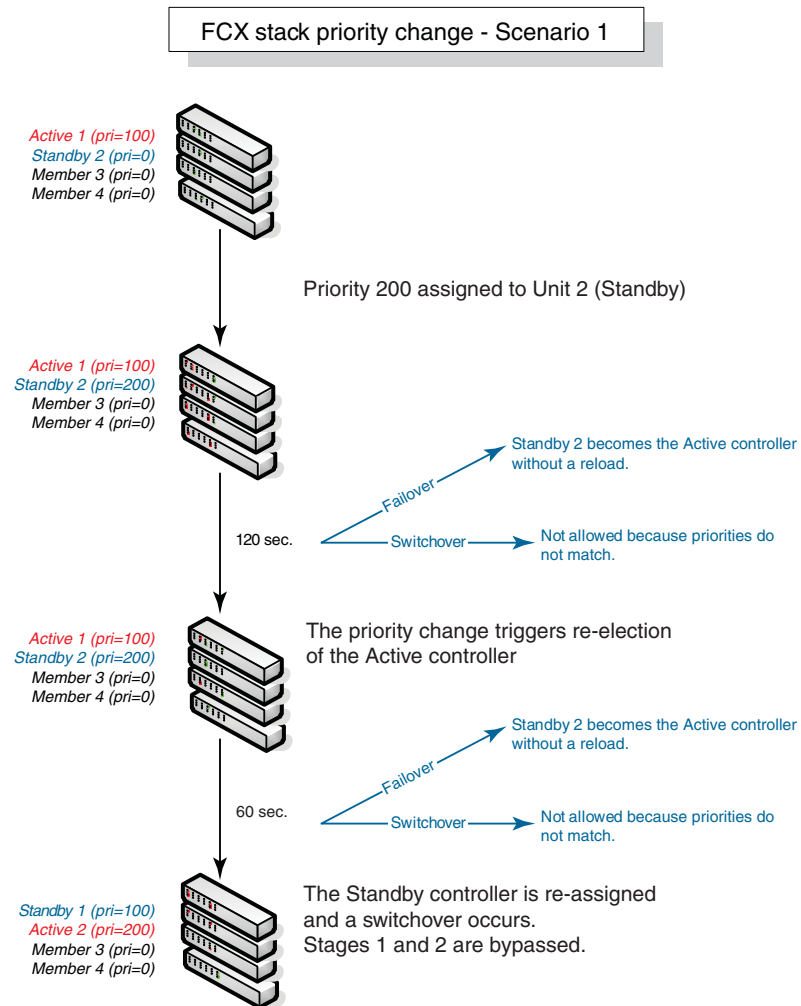 FCX stack priority change - Scenario 1
Active 1 (pri=100)
Standby 2 (pri=0)
Member 3 (pri=0)
Member 4 (pri=0)
Priority 200 assigned to Unit 2 (Standby)
Active 1 (pri=100)
Standby 2 (pri=200)
Member 3 (pri=0)
Member 4 (pri=0)
120 sec.
Failover
Standby 2 becomes the Active controller
without a reload.
Switchover
Not allowed because priorities do
not match.
Active 1 (pri=100)
Standby 2 (pri=200)
Member 3 (pri=0)
Member 4 (pri=0)
The priority change triggers re-election
of the Active controller
60 sec.
Failover
Standby 2 becomes the Active controller
without a reload.
Switchover
Not allowed because priorities do
not match.
Standby 1 (pri=100)
Active 2 (pri=200)
Member 3 (pri=0)
Member 4 (pri=0)
The Standby controller is re-assigned
and a switchover occurs.
Stages 1 and 2 are bypassed.